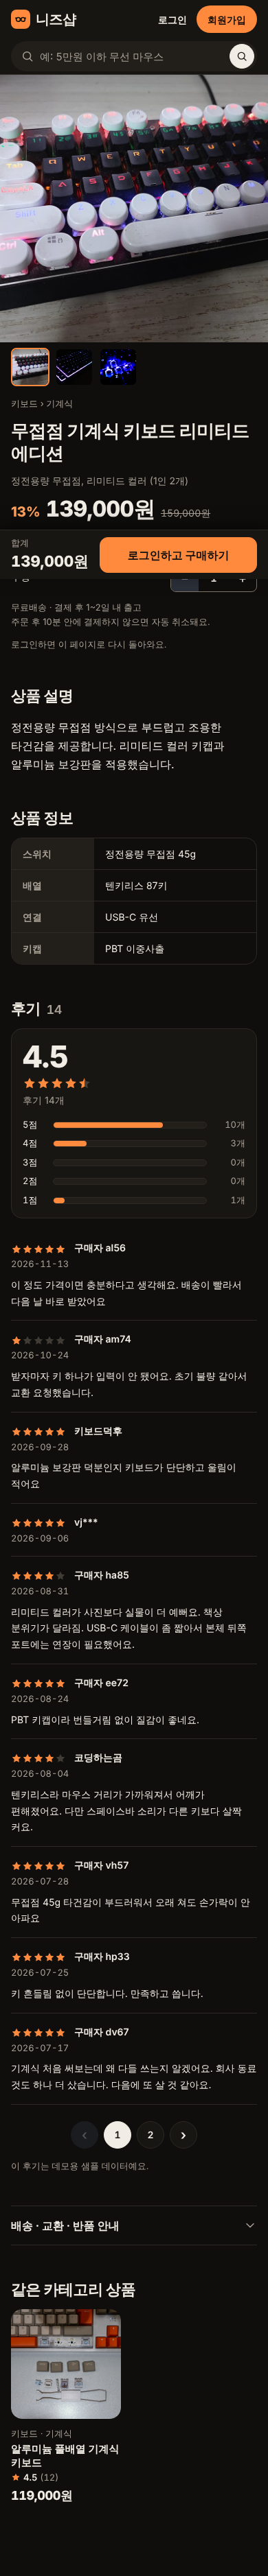 니즈샵
로그인
회원가입
예: 5만원 이하 무선 마우스
Shift
Ctrl
Alt
키보드 › 기계식
무접점 기계식 키보드 리미티드
에디션
정전용량 무접점, 리미티드 컬러 (1인 2개)
13% 139,000원 159,000원
합계
139,000원
로그인하고 구매하기
무료배송 · 결제 후 1~2일 내 출고
주문 후 10분 안에 결제하지 않으면 자동 취소돼요.
로그인하면 이 페이지로 다시 돌아와요.
상품 설명
정전용량 무접점 방식으로 부드럽고 조용한
타건감을 제공합니다. 리미티드 컬러 키캡과
알루미늄 보강판을 적용했습니다.
상품 정보
스위치 정전용량 무접점 45g
배열 텐키리스 87키
연결 USB-C 유선
키캡 PBT 이중사출
후기 14
4.5
후기 14개
5점 10개
4점 3개
3점 0개
2점 0개
1점 1개
구매자 al56
2026-11-13
이 정도 가격이면 충분하다고 생각해요. 배송이 빨라서
다음 날 바로 받았어요
구매자 am74
2026-10-24
받자마자 키 하나가 입력이 안 됐어요. 초기 불량 같아서
교환 요청했습니다.
키보드덕후
2026-09-28
알루미늄 보강판 덕분인지 키보드가 단단하고 울림이
적어요
vj***
2026-09-06
구매자 ha85
2026-08-31
리미티드 컬러가 사진보다 실물이 더 예뻐요. 책상
분위기가 달라짐. USB-C 케이블이 좀 짧아서 본체 뒤쪽
포트에는 연장이 필요했어요.
구매자 ee72
2026-08-24
PBT 키캡이라 번들거림 없이 질감이 좋네요.
코딩하는곰
2026-08-04
텐키리스라 마우스 거리가 가까워져서 어깨가
편해졌어요. 다만 스페이스바 소리가 다른 키보다 살짝
커요.
구매자 vh57
2026-07-28
무접점 45g 타건감이 부드러워서 오래 쳐도 손가락이 안
아파요
구매자 hp33
2026-07-25
키 흔들림 없이 단단합니다. 만족하고 씁니다.
구매자 dv67
2026-07-17
기계식 처음 써보는데 왜 다들 쓰는지 알겠어요. 회사 동료
것도 하나 더 샀습니다. 다음에 또 살 것 같아요.
‹ 1 2 ›
이 후기는 데모용 샘플 데이터예요.
배송 · 교환 · 반품 안내
같은 카테고리 상품
키보드 · 기계식
알루미늄 풀배열 기계식
키보드
4.5 (12)
119,000원